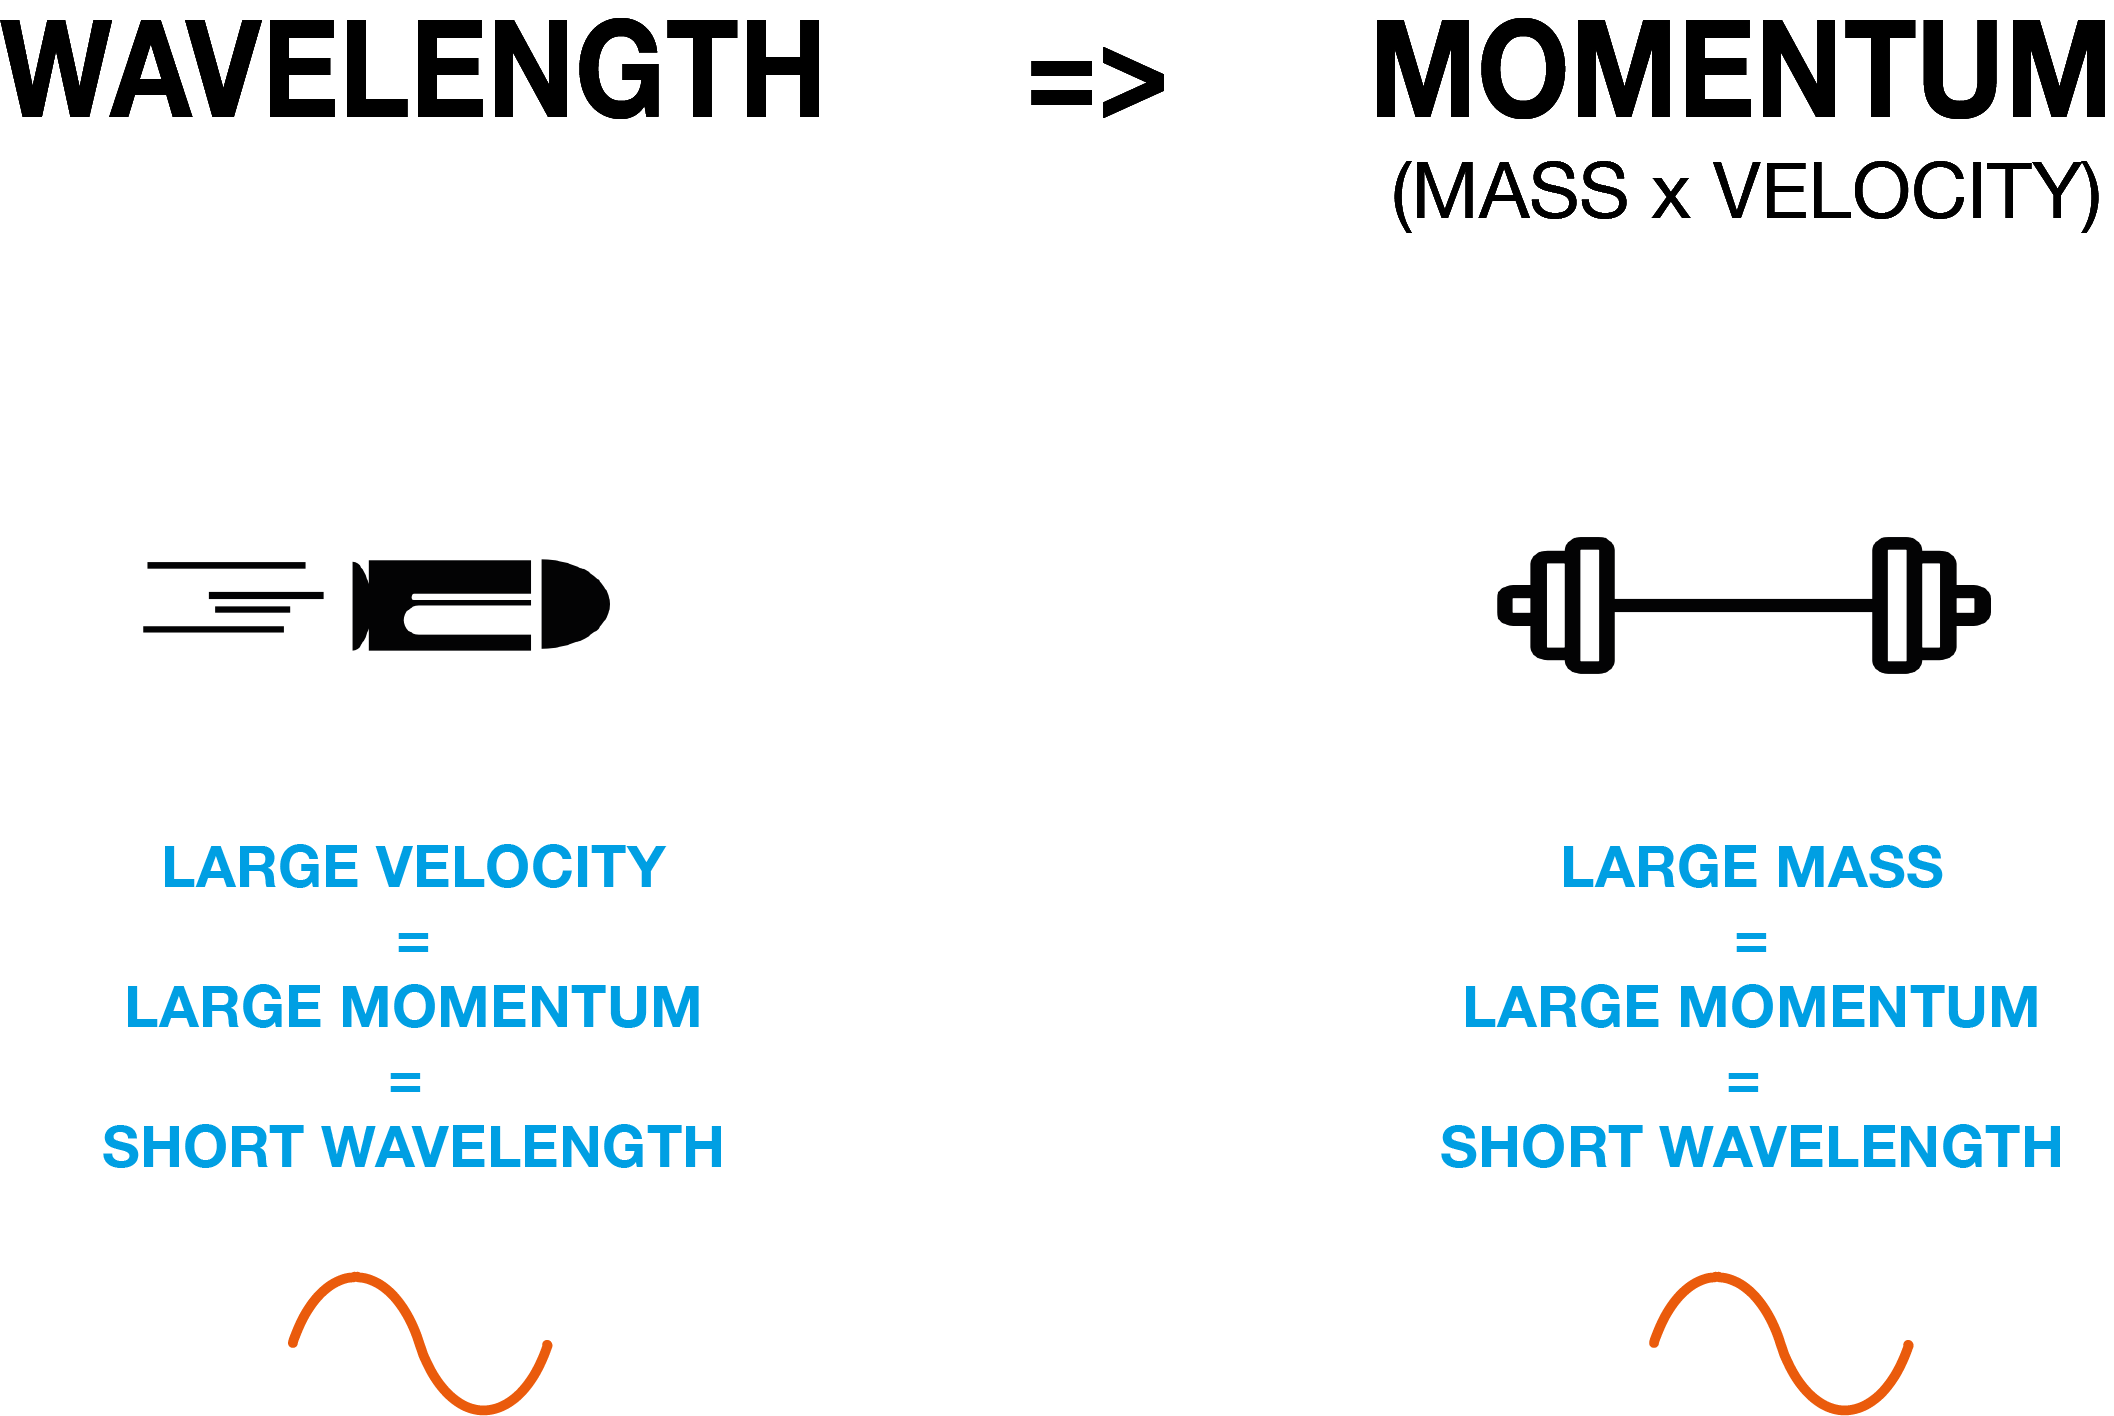 WAVELENGTH => MOMENTUM
(MASS x VELOCITY)
LARGE VELOCITY
=
LARGE MOMENTUM
=
SHORT WAVELENGTH
LARGE MASS
=
LARGE MOMENTUM
=
SHORT WAVELENGTH